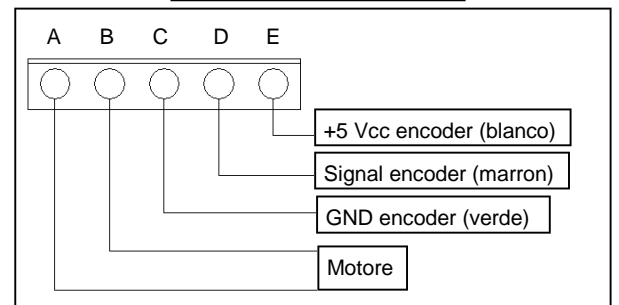 A B C D E
+5 Vcc encoder (blanco)
Signal encoder (marron)
GND encoder (verde)
Motore